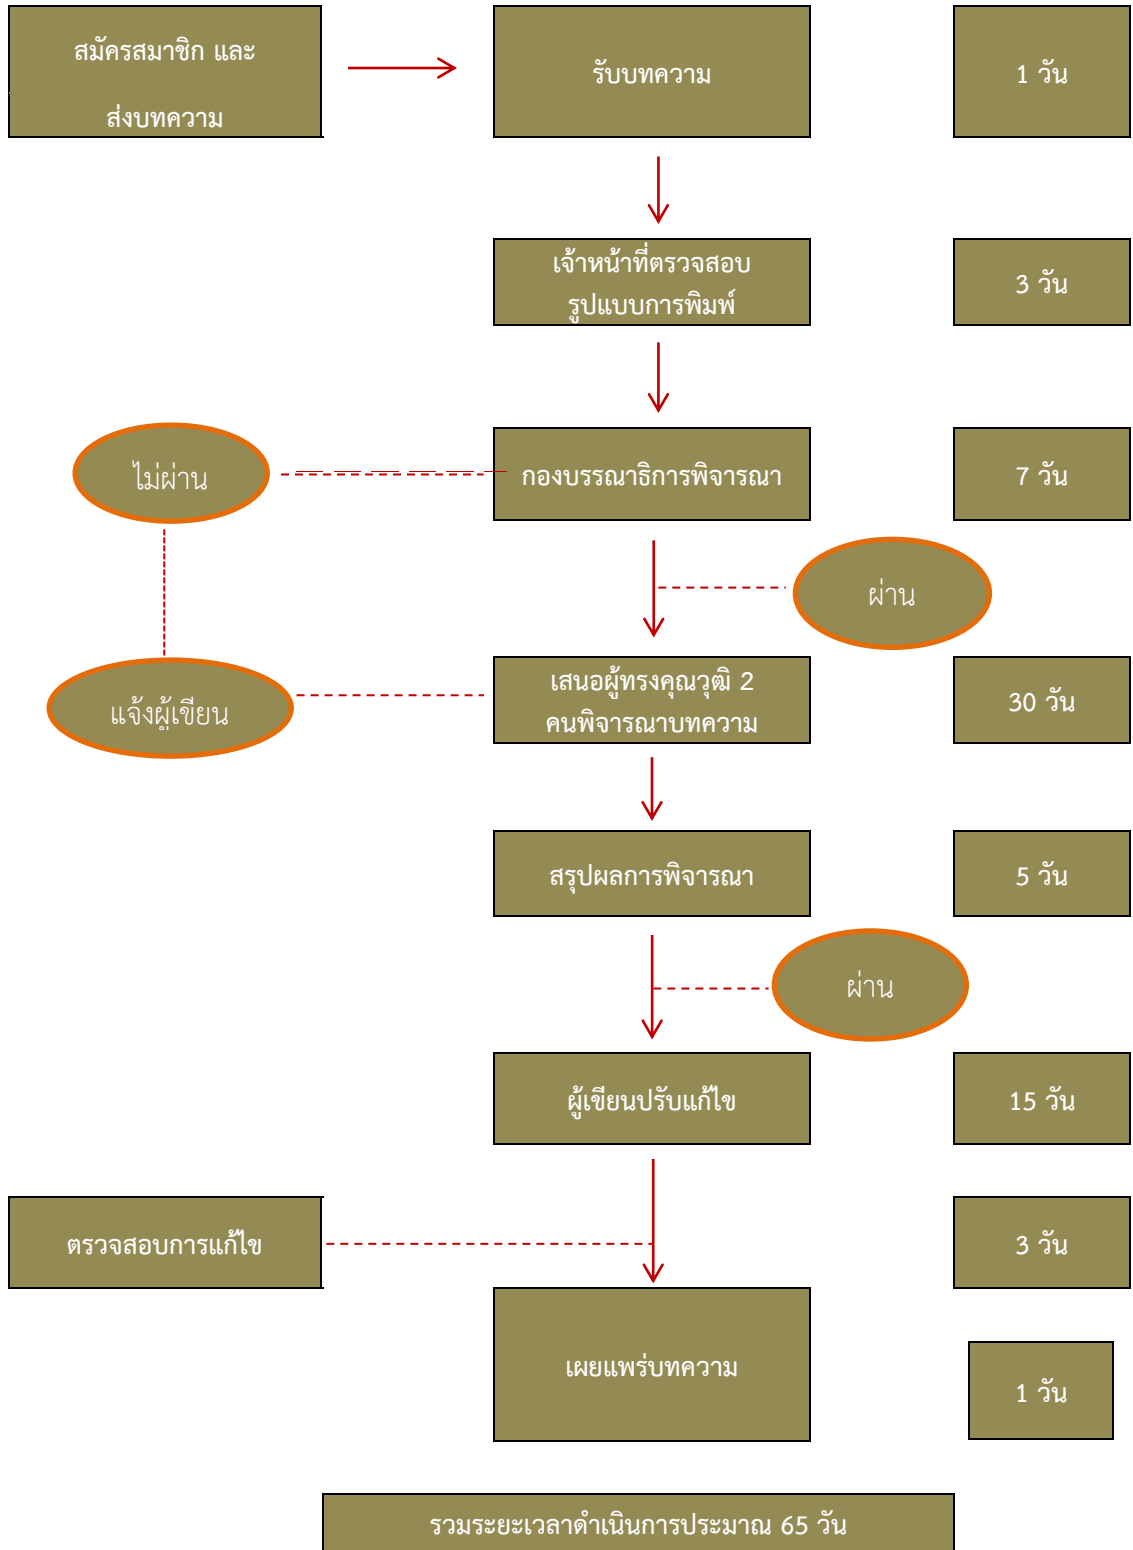 สมัครสมาชิก และ
ส่งบทความ
รับบทความ
1 วัน
เจ้าหน้าที่ตรวจสอบ
รูปแบบการพิมพ์
3 วัน
ไม่ผ่าน
กองบรรณาธิการพิจารณา
7 วัน
ผ่าน
แจ้งผู้เขียน
เสนอผู้ทรงคุณวุฒิ 2
คนพิจารณาบทความ
30 วัน
สรุปผลการพิจารณา
5 วัน
ผ่าน
ผู้เขียนปรับแก้ไข
15 วัน
ตรวจสอบการแก้ไข
3 วัน
เผยแพร่บทความ
1 วัน
รวมระยะเวลาดำเนินการประมาณ 65 วัน